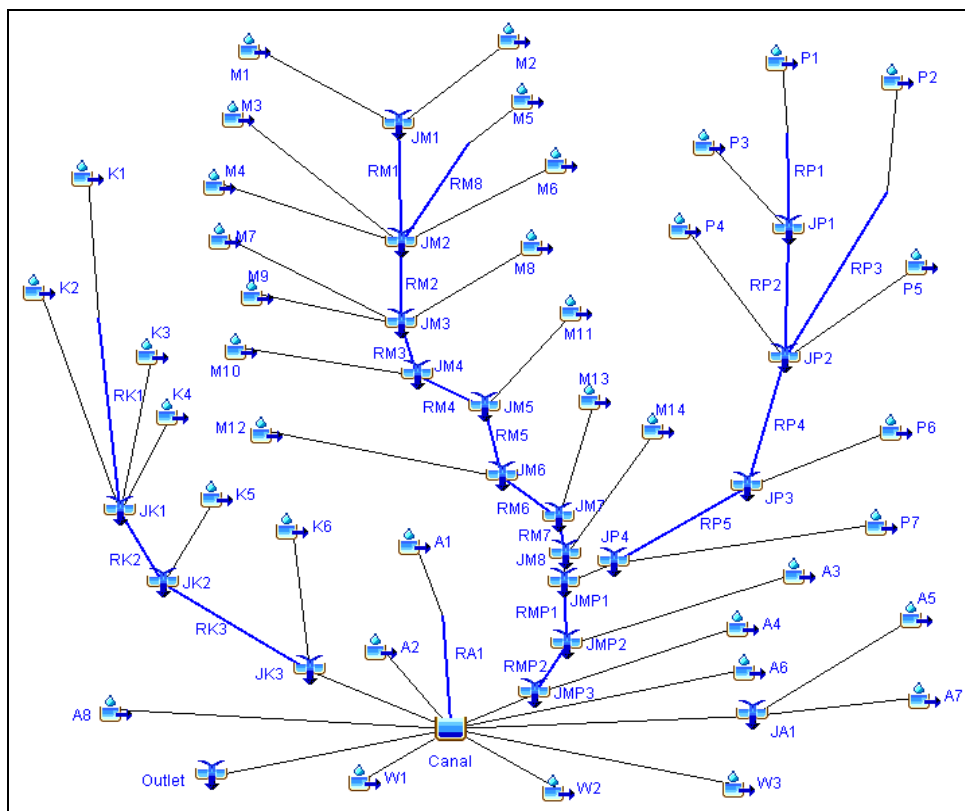 M1
M2
P1
P2
M3
M5
JM1
P3
K1
M4
RM1
RM8
M6
RP1
P4
JP1
M7
JM2
M8
RP3
K2
M9
RM2
RP2
P5
K3
JM3
M11
JP2
M10
RM3
JM4
RK1
K4
RM4
JM5
M13
M14
RP4
M12
RM5
P6
JM6
JP3
K5
RM6
JM7
RP5
JK1
K6
RM7
JP4
P7
RK2
A1
JM8
JK2
JMP1
A3
A5
RK3
RMP1
A4
A2
RA1
JMP2
JK3
RMP2
A6
JMP3
A7
A8
JA1
Canal
Outlet
W1
W2
W3